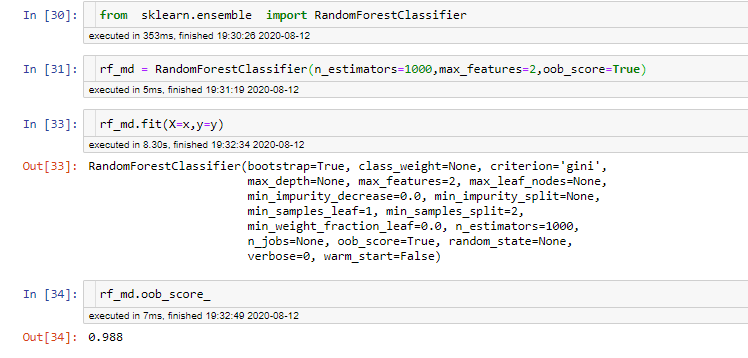 In [30]: from sklearn.ensemble import RandomForestClassifier
executed in 353ms, finished 19:30:26 2020-08-12
In [31]: rf_md = RandomForestClassifier(n_estimators=1000,max_features=2,oob_score=True)
executed in 5ms, finished 19:31:19 2020-08-12
In [33]: rf_md.fit(X=x,y=y)
executed in 8.30s, finished 19:32:34 2020-08-12
Out[33]: RandomForestClassifier(bootstrap=True, class_weight=None, criterion='gini',
max_depth=None, max_features=2, max_leaf_nodes=None,
min_impurity_decrease=0.0, min_impurity_split=None,
min_samples_leaf=1, min_samples_split=2,
min_weight_fraction_leaf=0.0, n_estimators=1000,
n_jobs=None, oob_score=True, random_state=None,
verbose=0, warm_start=False)
In [34]: rf_md.oob_score_
executed in 7ms, finished 19:32:49 2020-08-12
Out[34]: 0.988